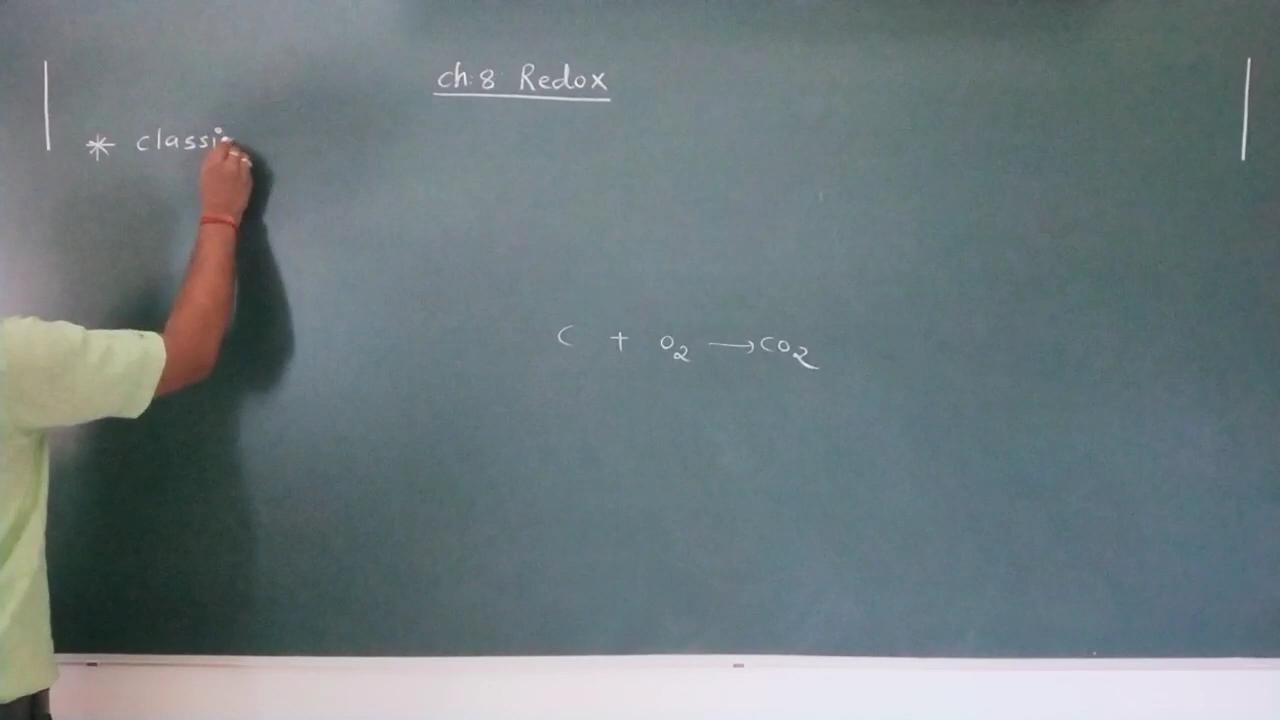 ch:8 Redox
* classi
C + O2 → CO2